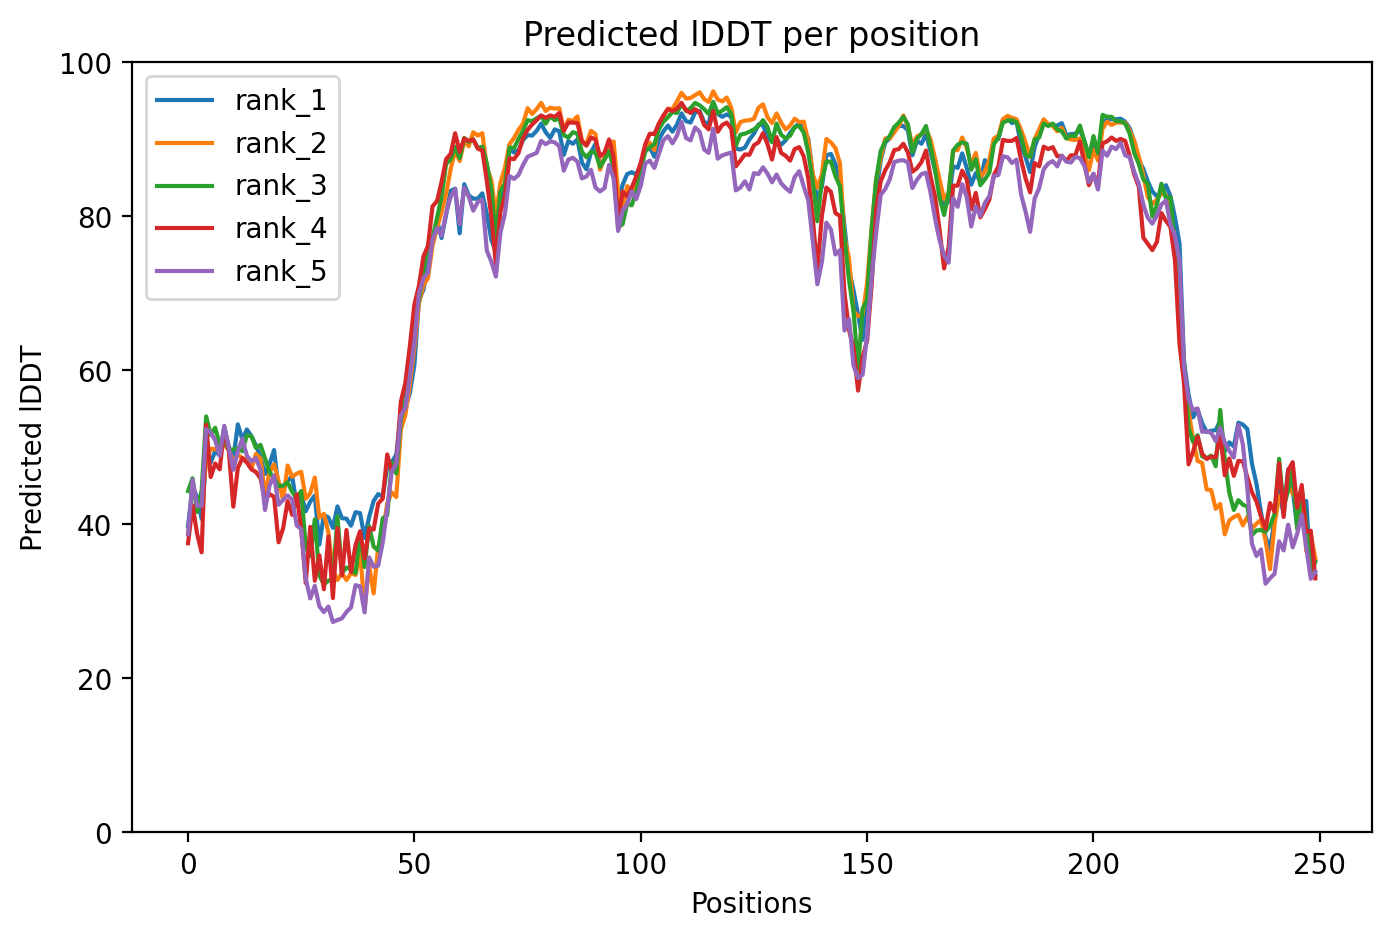 Predicted lDDT per position
100
80
60
40
20
0
Predicted lDDT
rank_1
rank_2
rank_3
rank_4
rank_5
0 50 100 150 200 250
Positions